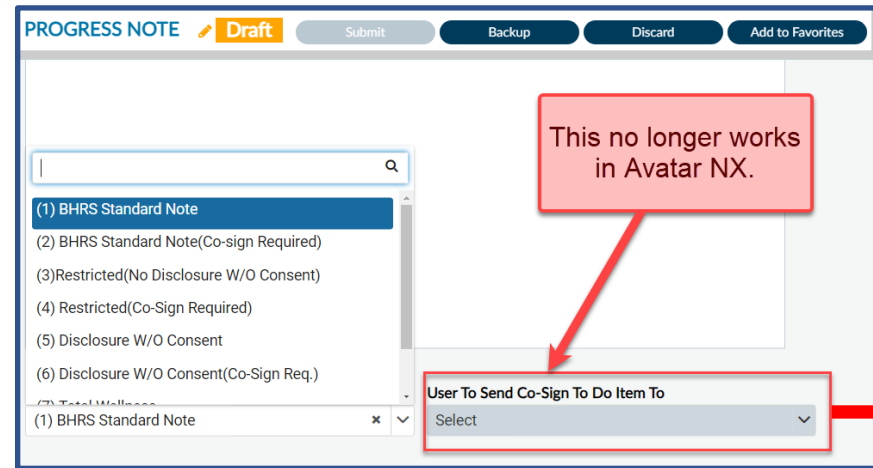 PROGRESS NOTE Draft Submit Backup Discard Add to Favorites
This no longer works
in Avatar NX.
(1) BHRS Standard Note
(2) BHRS Standard Note(Co-sign Required)
(3)Restricted(No Disclosure W/O Consent)
(4) Restricted(Co-Sign Required)
(5) Disclosure W/O Consent
(6) Disclosure W/O Consent(Co-Sign Req.)
(7) Total Wellness
User To Send Co-Sign To Do Item To
(1) BHRS Standard Note
Select